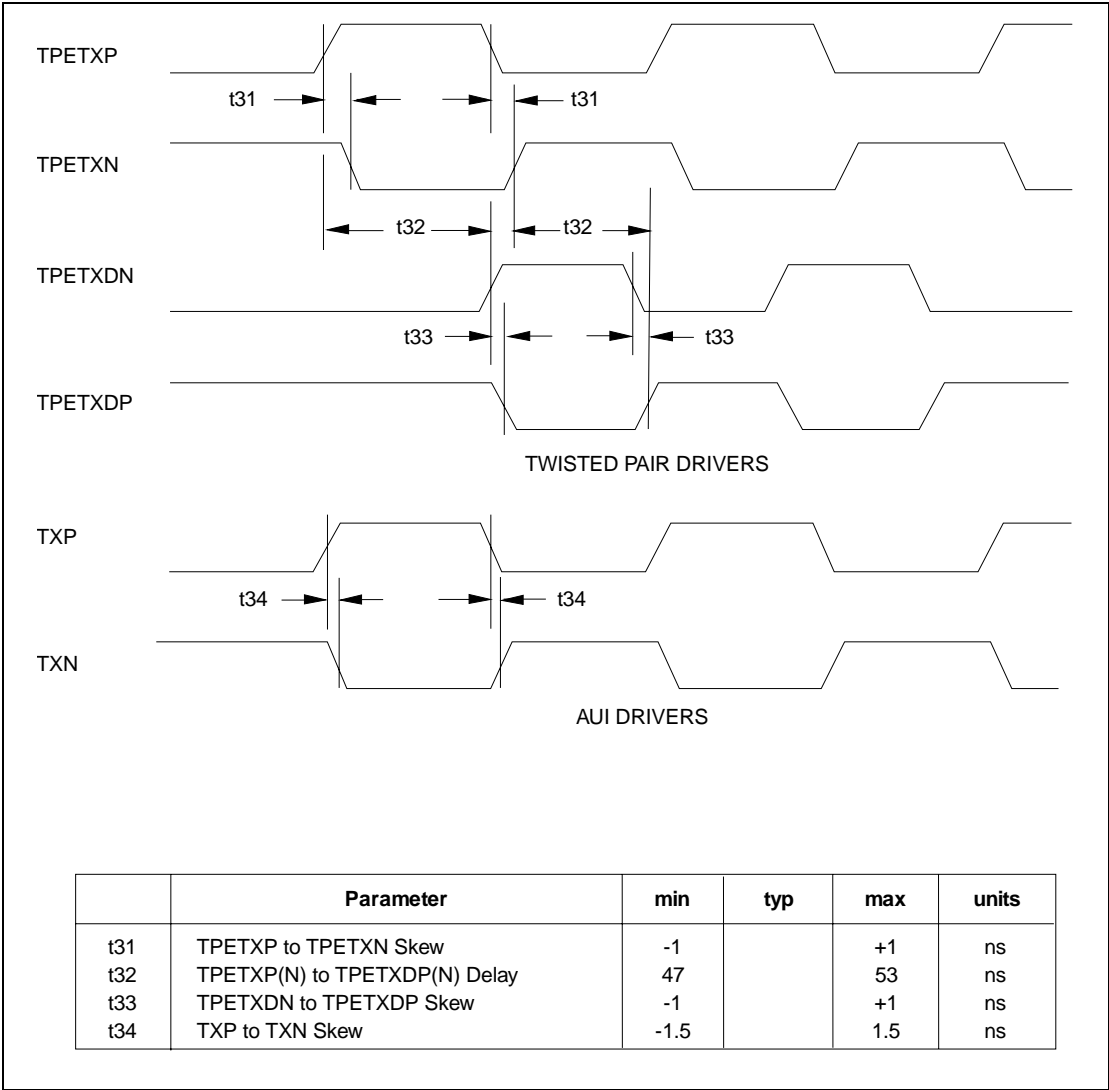 TPETXP
t31 t31
TPETXN
t32 t32
TPETXDN
t33 t33
TPETXDP
TWISTED PAIR DRIVERS
TXP
t34 t34
TXN
AUI DRIVERS
Parameter min typ max units
t31 TPETXP to TPETXN Skew -1 +1 ns
t32 TPETXP(N) to TPETXDP(N) Delay 47 53 ns
t33 TPETXDN to TPETXDP Skew -1 +1 ns
t34 TXP to TXN Skew -1.5 1.5 ns